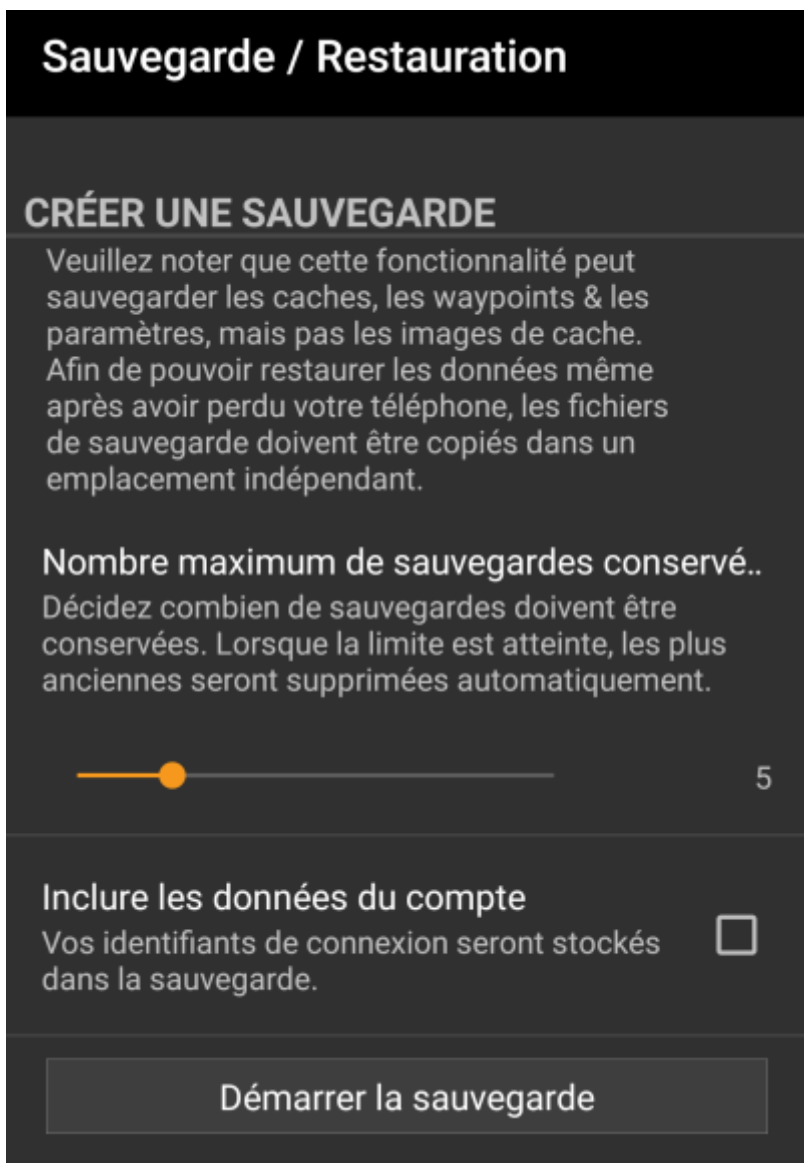 Sauvegarde / Restauration
CRÉER UNE SAUVEGARDE
Veuillez noter que cette fonctionnalité peut
sauvegarder les caches, les waypoints & les
paramètres, mais pas les images de cache.
Afin de pouvoir restaurer les données même
après avoir perdu votre téléphone, les fichiers
de sauvegarde doivent être copiés dans un
emplacement indépendant.
Nombre maximum de sauvegardes conservé..
Décidez combien de sauvegardes doivent être
conservées. Lorsque la limite est atteinte, les plus
anciennes seront supprimées automatiquement.
5
Inclure les données du compte
Vos identifiants de connexion seront stockés
dans la sauvegarde.
Démarrer la sauvegarde